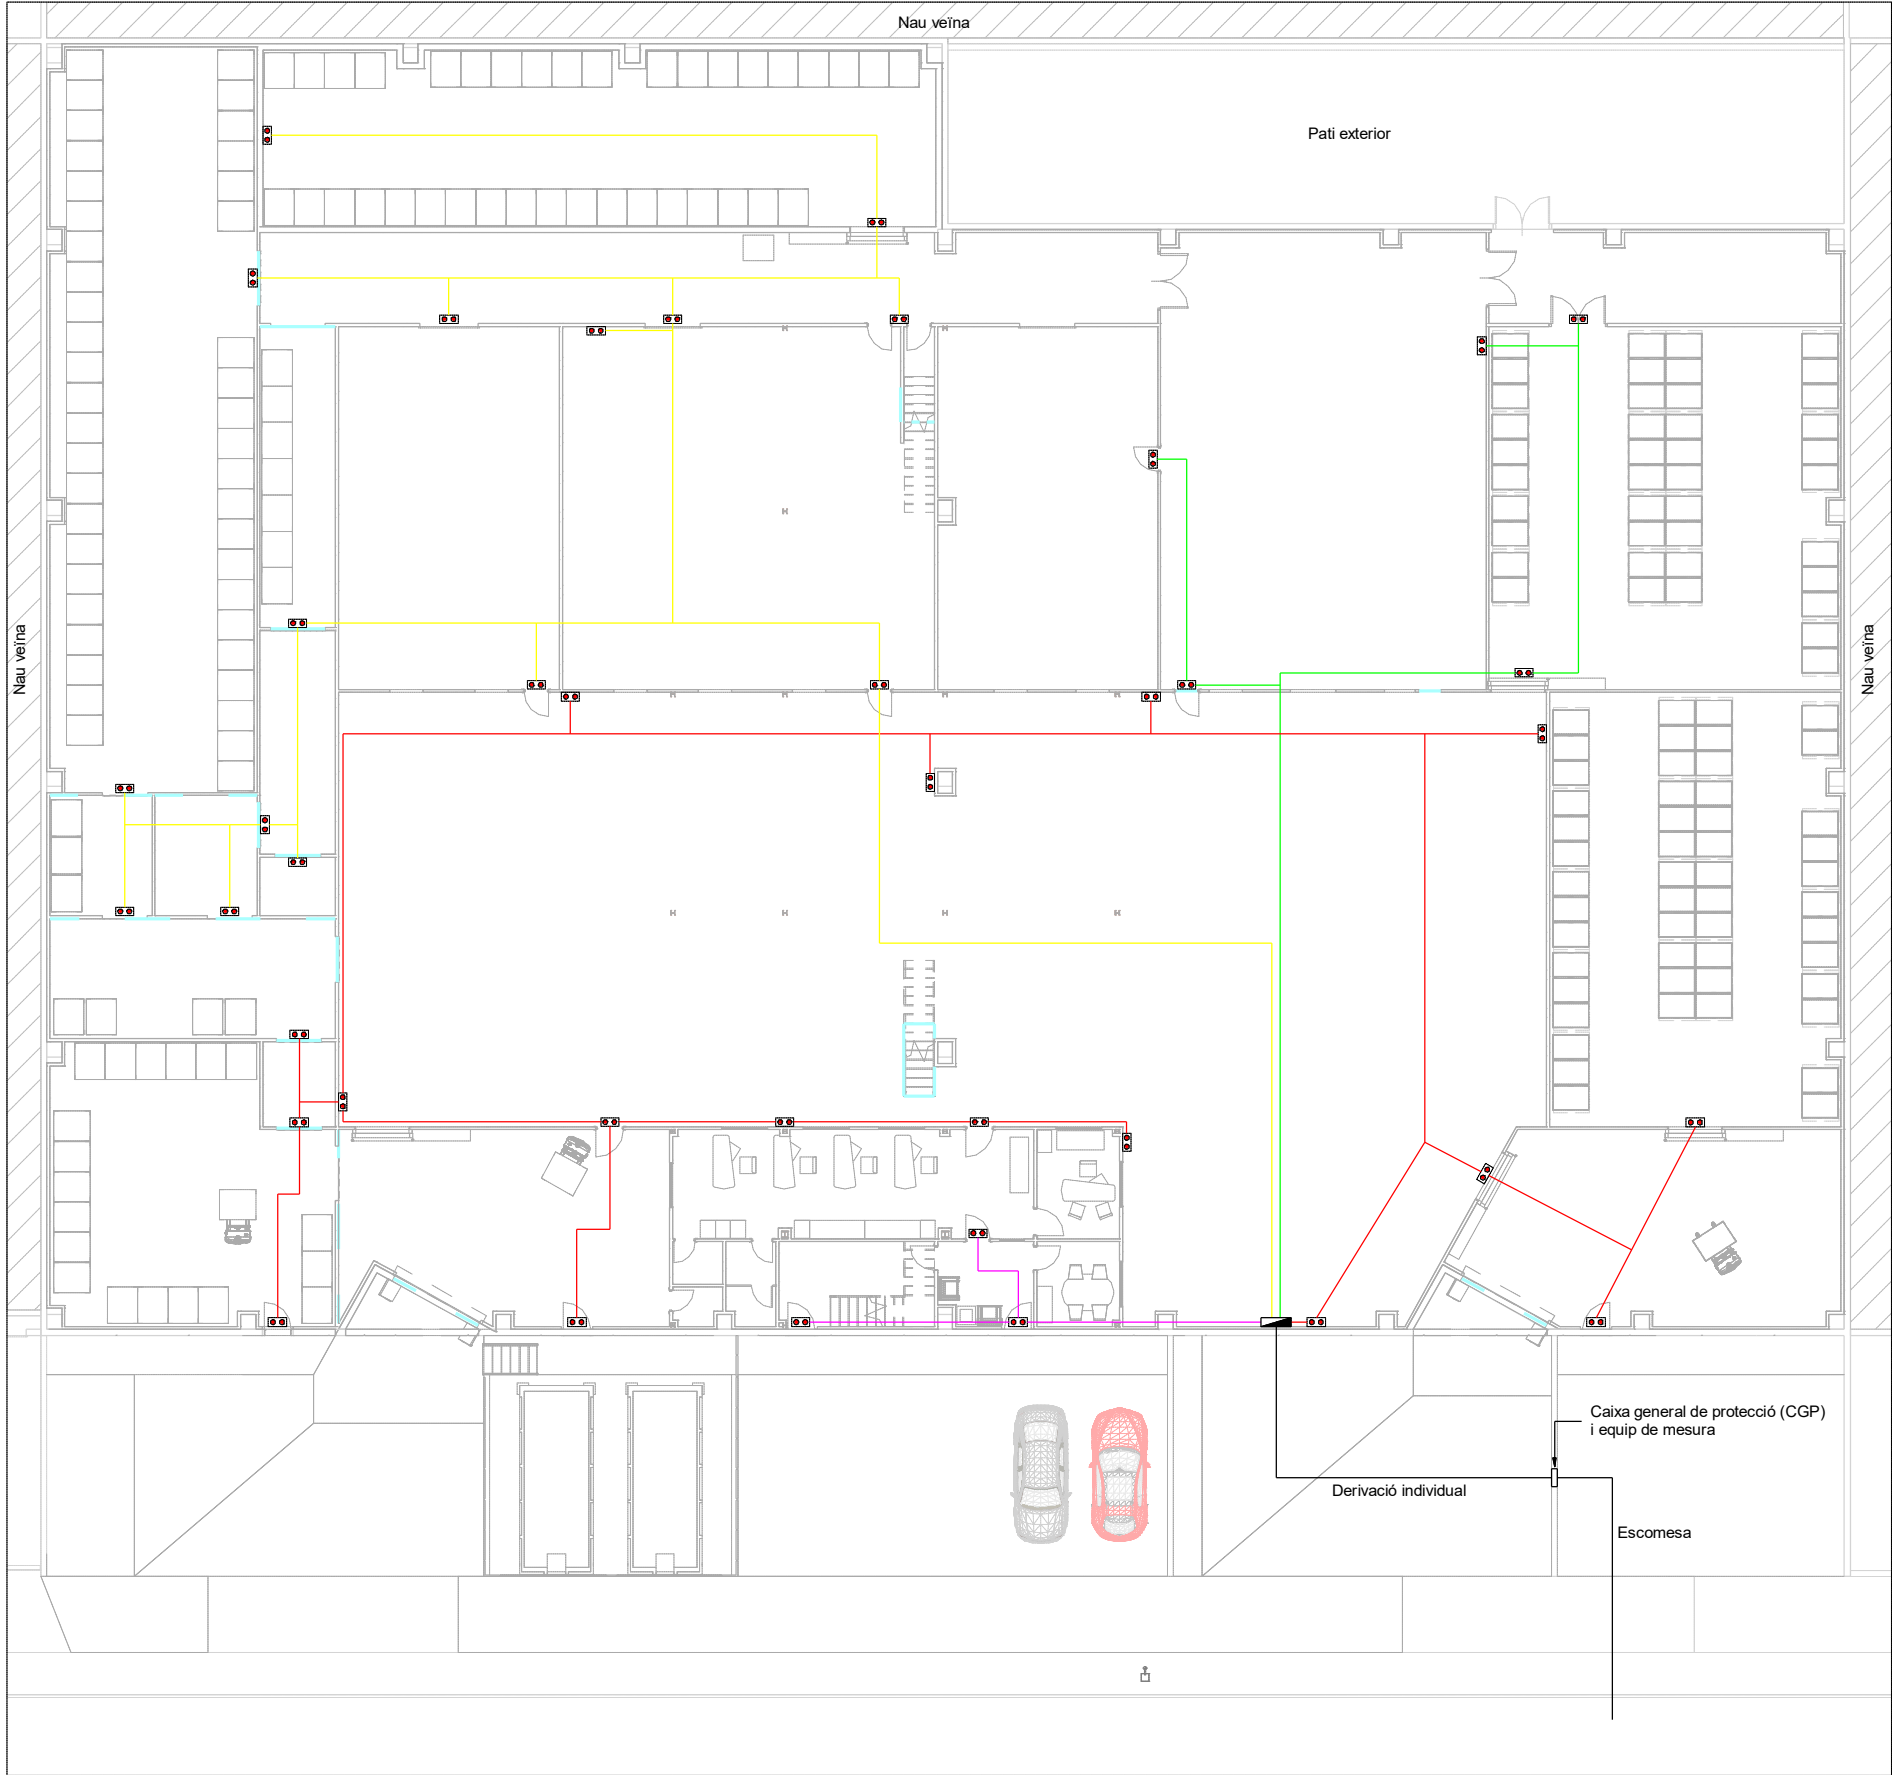 Nau veïna
Pati exterior
Nau veïna
Nau veïna
Caixa general de protecció (CGP)
i equip de mesura
Derivació individual
Escomesa